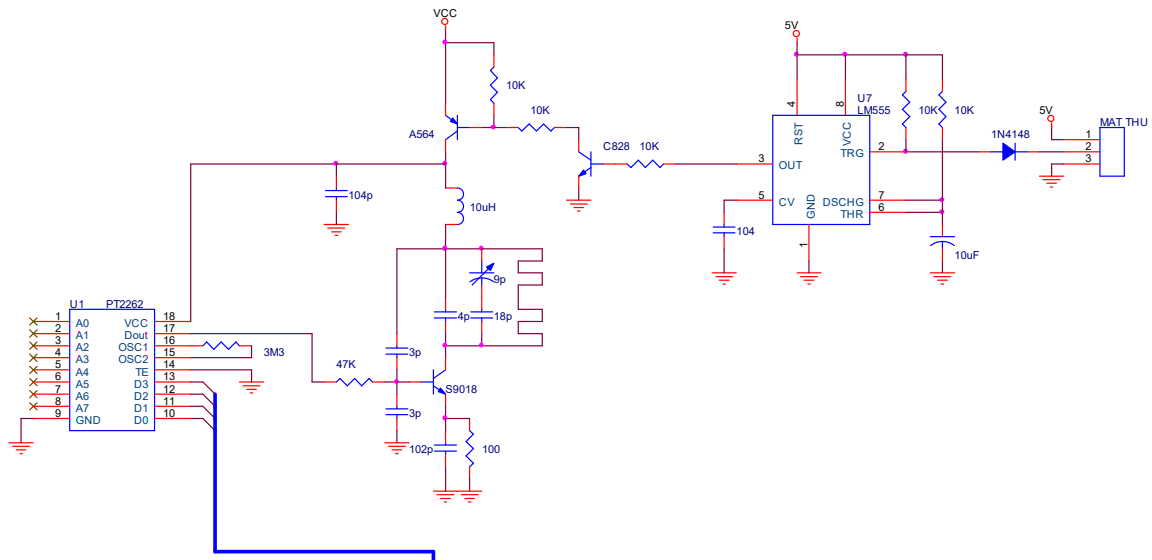 VCC
5V
10K
10K
A564
C828 10K
104p
10uH
U7
LM555
4
8
RST
VCC
10K
10K
TRG
2
OUT
3
CV
5
DSCHG
7
THR
6
GND
1
104
10uF
1N4148
5V
MAT THU
1
2
3
9p
4p
18p
3p
47K
S9018
3p
102p
100
U1 PT2262
1 A0 VCC 18
2 A1 Dout 17
3 A2 OSC1 16
4 A3 OSC2 15
5 A4 TE 14
6 A5 D3 13
7 A6 D2 12
8 A7 D1 11
9 GND D0 10
3M3